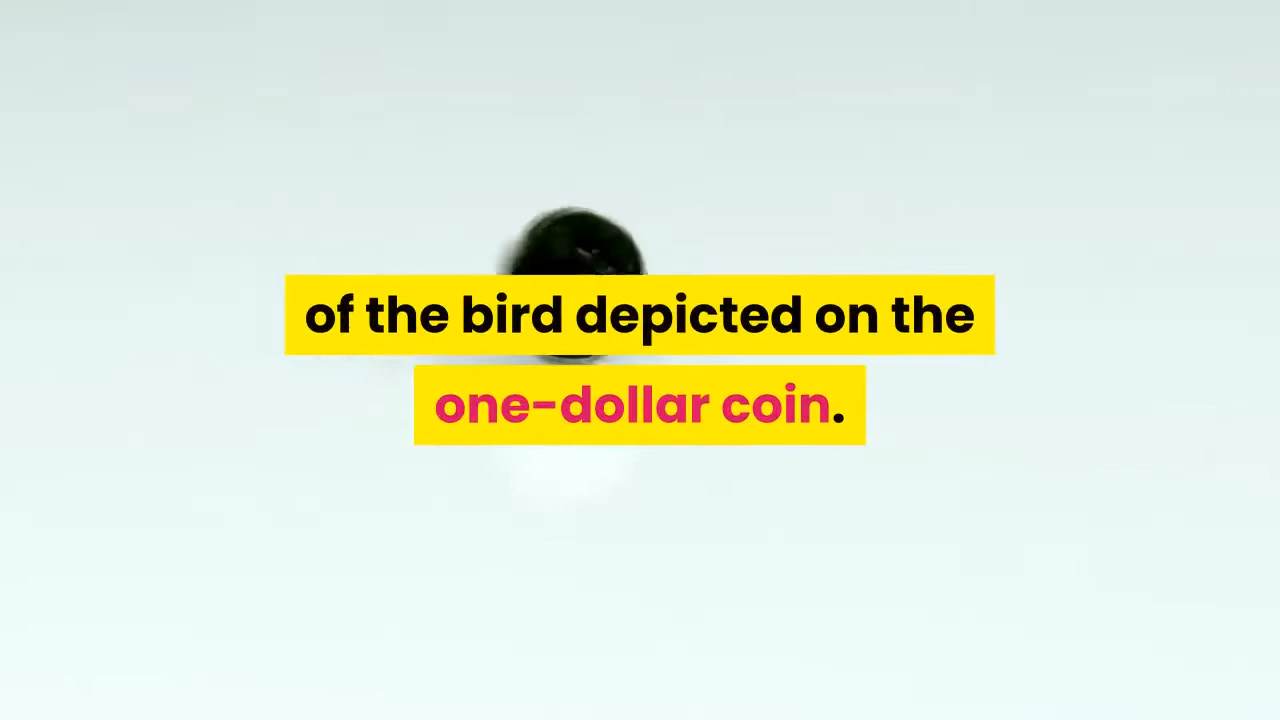 of the bird depicted on the
one-dollar coin.